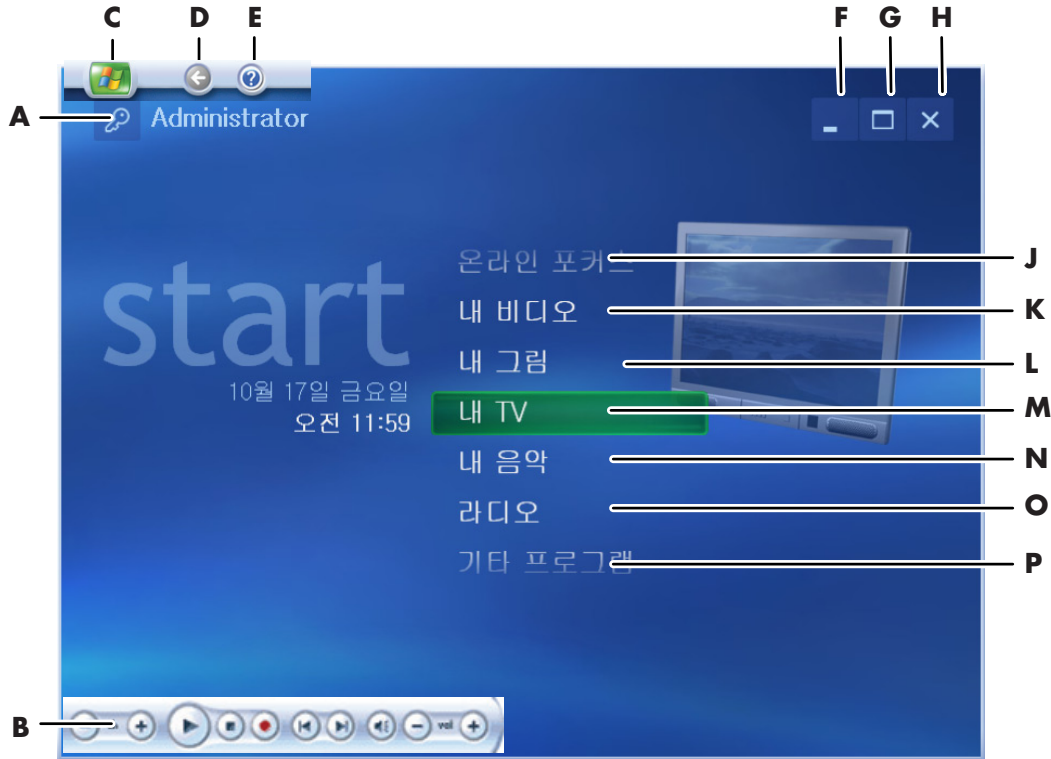 C D E F G H
A Administrator
start
10월 17일 금요일
오전 11:59
온라인 포커스 J
내 비디오 K
내 그림 L
내 TV M
내 음악 N
라디오 O
기타 프로그램 P
B vol